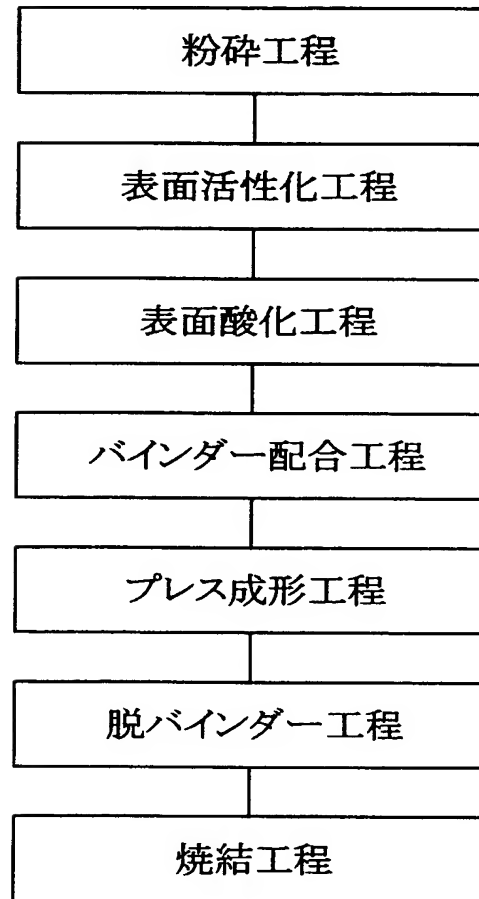 粉砕工程
表面活性化工程
表面酸化工程
バインダー配合工程
プレス成形工程
脱バインダー工程
焼結工程